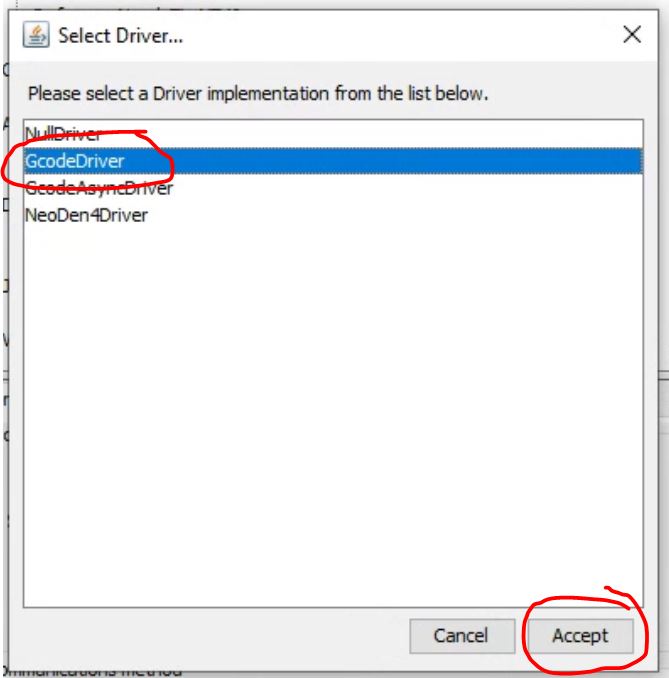 Select Driver...
Please select a Driver implementation from the list below.
NullDriver
GcodeDriver
GcodeAsyncDriver
NeoDen4Driver
Cancel
Accept
ommunications method